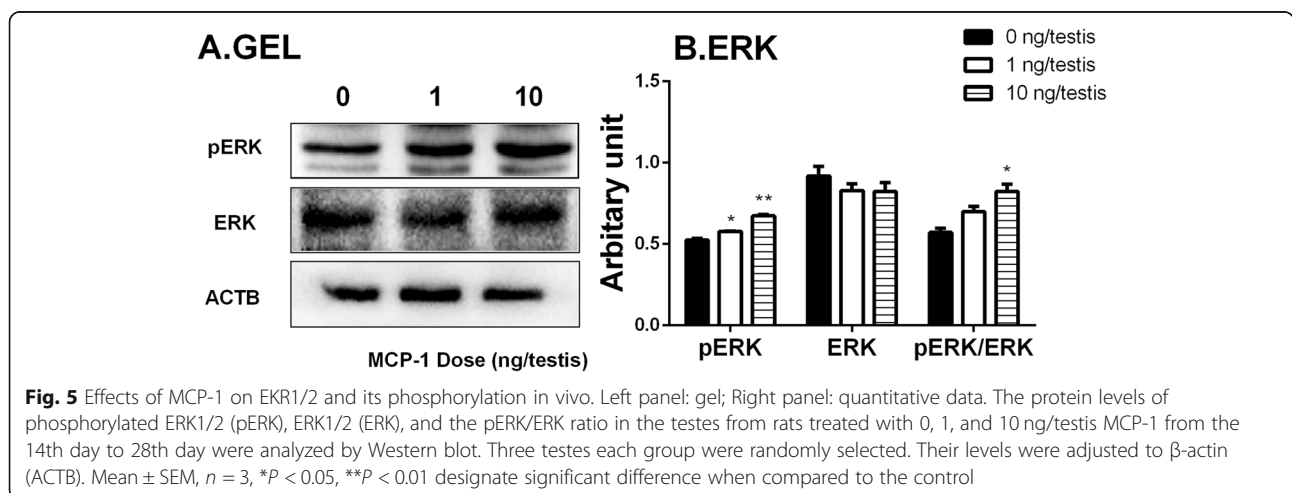 A.GEL
0 1 10
pERK
ERK
ACTB
MCP-1 Dose (ng/testis)
B.ERK
0 ng/testis
1 ng/testis
10 ng/testis
Arbitary unit
1.5
1.0
0.5
0.0
* ** *
pERK ERK pERK/ERK
Fig. 5 Effects of MCP-1 on EKR1/2 and its phosphorylation in vivo. Left panel: gel; Right panel: quantitative data. The protein levels of
phosphorylated ERK1/2 (pERK), ERK1/2 (ERK), and the pERK/ERK ratio in the testes from rats treated with 0, 1, and 10 ng/testis MCP-1 from the
14th day to 28th day were analyzed by Western blot. Three testes each group were randomly selected. Their levels were adjusted to β-actin
(ACTB). Mean ± SEM, n = 3, *P < 0.05, **P < 0.01 designate significant difference when compared to the control